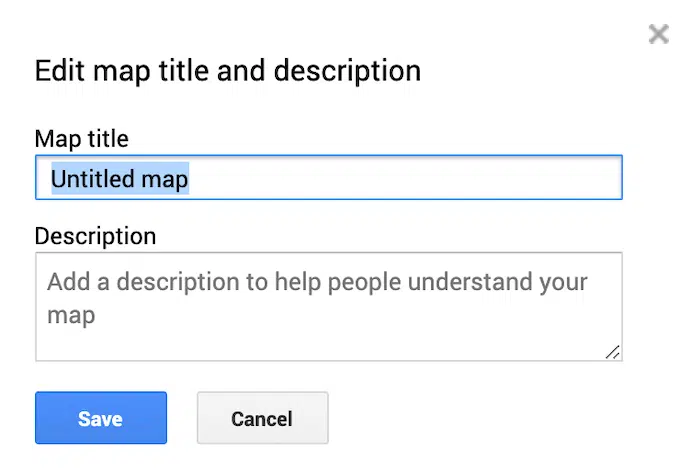 Edit map title and description
Map title
Untitled map
Description
Add a description to help people understand your
map
Save
Cancel